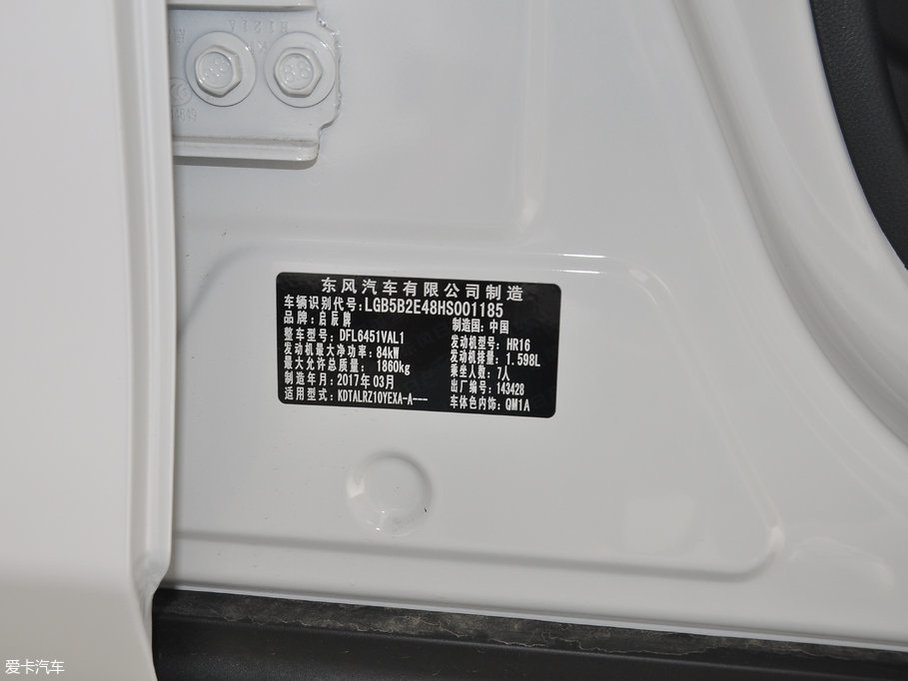 东风汽车有限公司制造
车辆识别代号:LGB5B2E48HS001185
品牌:启辰牌 制造国:中国
整车型号:DFL6451VAL1 发动机型号:HR16
发动机最大净功率:84kW 发动机排量:1.598L
最大允许总质量:1860kg 乘坐人数:7人
制造年月:2017年03月 出厂编号:143428
适用型式:KDTALRZ10YEXA-A--- 车体色内饰:QM1A
爱卡汽车